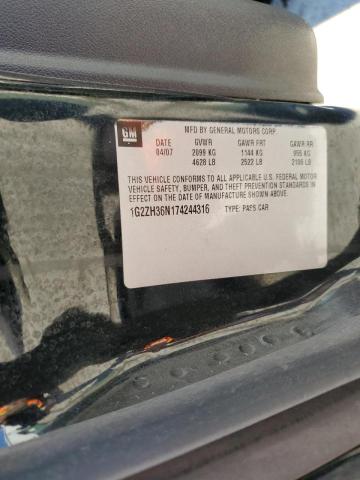 GM
MFD BY GENERAL MOTORS CORP
DATE GVWR GAWR FRT GAWR RR
04/07 2099 KG 1144 KG 955 KG
4628 LB 2522 LB 2106 LB
THIS VEHICLE CONFORMS TO ALL APPLICABLE U.S. FEDERAL MOTOR
VEHICLE SAFETY, BUMPER, AND THEFT PREVENTION STANDARDS IN
EFFECT ON THE DATE OF MANUFACTURE SHOWN ABOVE.
1G2ZH36N174244316 TYPE: PAPS CAR